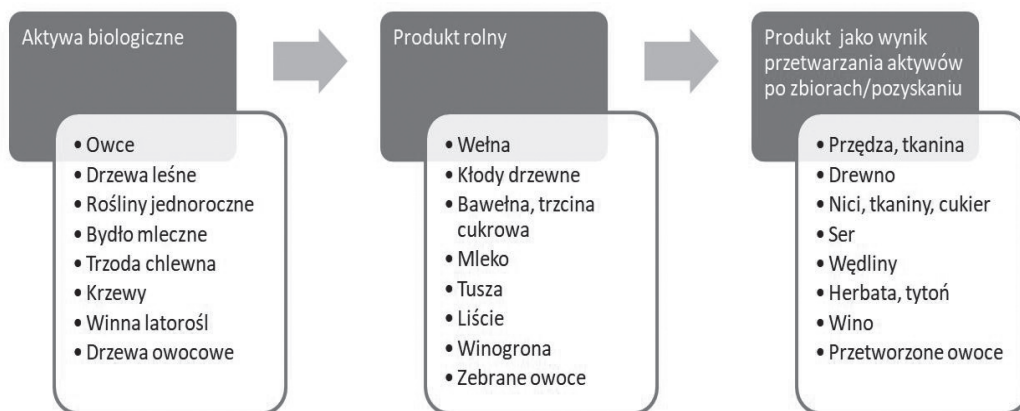 Aktywa biologiczne
• Owce
• Drzewa leśne
• Rośliny jednoroczne
• Bydło mleczne
• Trzoda chlewna
• Krzewy
• Winna latorośl
• Drzewa owocowe
Produkt rolny
• Wełna
• Kłody drzewne
• Bawełna, trzcina
cukrowa
• Mleko
• Tusza
• Liście
• Winogrona
• Zebrane owoce
Produkt jako wynik
przetwarzania aktywów
po zbiorach/pozyskaniu
• Przędza, tkanina
• Drewno
• Nici, tkaniny, cukier
• Ser
• Wędliny
• Herbata, tytoń
• Wino
• Przetworzone owoce